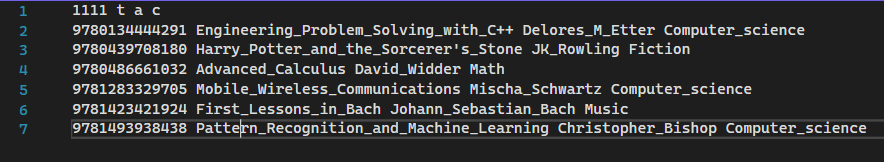 1 1111 t a c
2 9780134444291 Engineering_Problem_Solving_with_C++ Delores_M_Etter Computer_science
3 9780439708180 Harry_Potter_and_the_Sorcerer's_Stone JK_Rowling Fiction
4 9780486661032 Advanced_Calculus David_Widder Math
5 9781283329705 Mobile_Wireless_Communications Mischa_Schwartz Computer_science
6 9781423421924 First_Lessons_in_Bach Johann_Sebastian_Bach Music
7 9781493938438 Pattern_Recognition_and_Machine_Learning Christopher_Bishop Computer_science